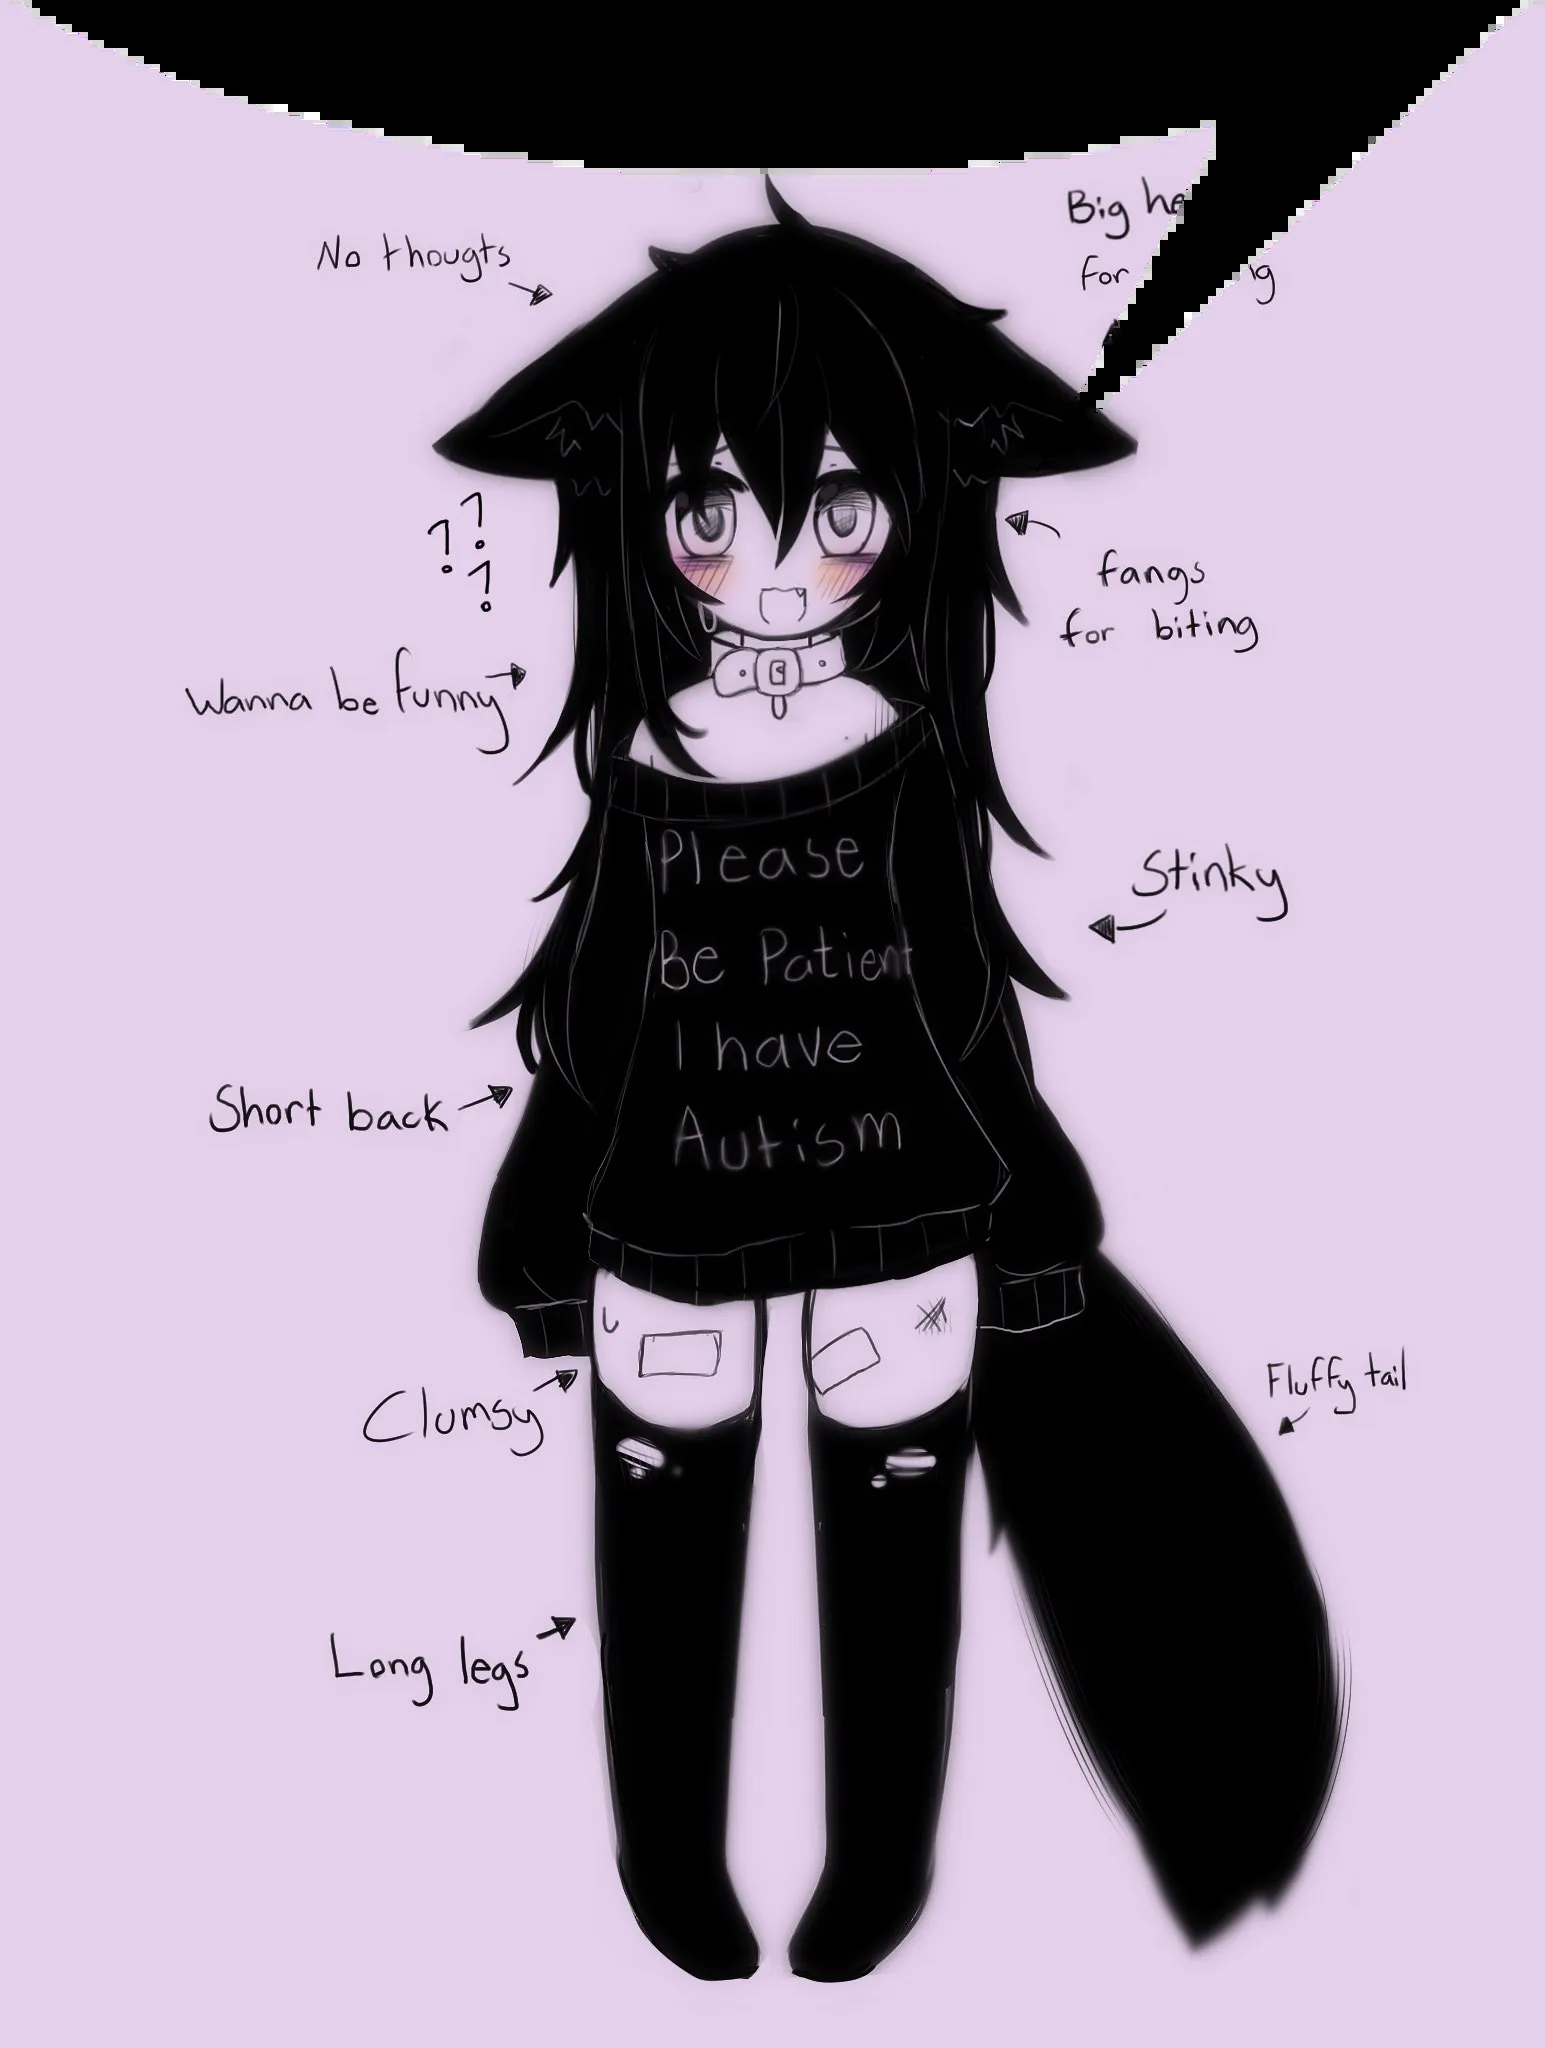 Big
For
No thougts
? ? ?
fangs
for biting
Wanna be funny
Please
Be Patient
I have
Autism
Stinky
Short back
Clumsy
Fluffy tail
Long legs